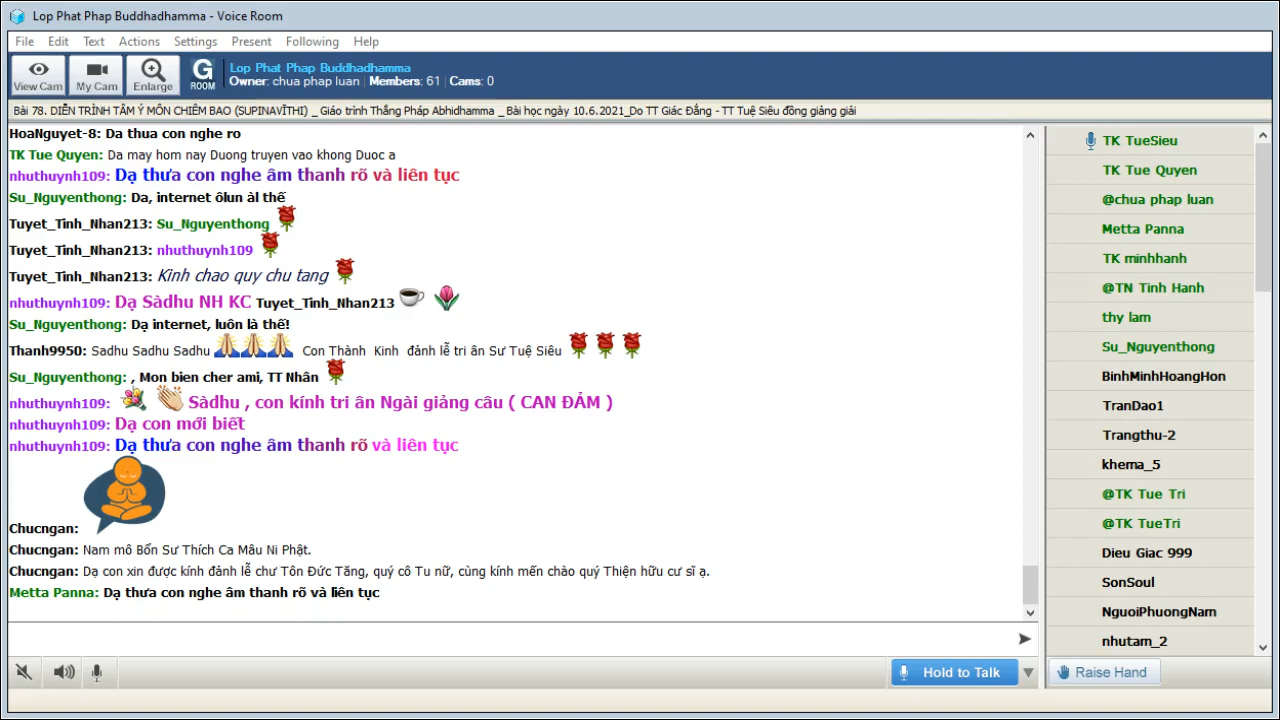 Lop Phat Phap Buddhadhamma - Voice Room
File Edit Text Actions Settings Present Following Help
View Cam My Cam Enlarge G ROOM
Lop Phat Phap Buddhadhamma
Owner: chua phap luan Members: 61 Cams: 0
Bài 78. DIỄN TRÌNH TÂM Ý MÔN CHIÊM BAO (SUPINAVĪTHI) _ Giáo trình Thắng Pháp Abhidhamma _ Bài học ngày 10.6.2021_Do TT Giác Đẳng - TT Tuệ Siêu đồng giảng giải
HoaNguyet-8: Da thua con nghe ro
TK Tue Quyen: Da may hom nay Duong truyen vao khong Duoc a
nhuthuynh109: Dạ thưa con nghe âm thanh rõ và liên tục
Su_Nguyenthong: Da, internet ôlun àl thế
Tuyet_Tinh_Nhan213: Su_Nguyenthong
Tuyet_Tinh_Nhan213: nhuthuynh109
Tuyet_Tinh_Nhan213: Kinh chao quy chu tang
nhuthuynh109: Dạ Sàdhu NH KC Tuyet_Tinh_Nhan213
Su_Nguyenthong: Dạ internet, luôn là thế!
Thanh9950: Sadhu Sadhu Sadhu Con Thành Kinh đảnh lễ tri ân Sư Tuệ Siêu
Su_Nguyenthong: , Mon bien cher ami, TT Nhân
nhuthuynh109: Sàdhu , con kính tri ân Ngài giảng câu ( CAN ĐẢM )
nhuthuynh109: Dạ con mới biết
nhuthuynh109: Dạ thưa con nghe âm thanh rõ và liên tục
Chucngan:
Chucngan: Nam mô Bổn Sư Thích Ca Mâu Ni Phật.
Chucngan: Dạ con xin được kính đảnh lễ chư Tôn Đức Tăng, quý cô Tu nữ, cùng kính mến chào quý Thiện hữu cư sĩ ạ.
Metta Panna: Dạ thưa con nghe âm thanh rõ và liên tục
TK TueSieu
TK Tue Quyen
@chua phap luan
Metta Panna
TK minhhanh
@TN Tinh Hanh
thy lam
Su_Nguyenthong
BinhMinhHoangHon
TranDao1
Trangthu-2
khema_5
@TK Tue Tri
@TK TueTri
Dieu Giac 999
SonSoul
NguoiPhuongNam
nhutam_2
Hold to Talk
Raise Hand